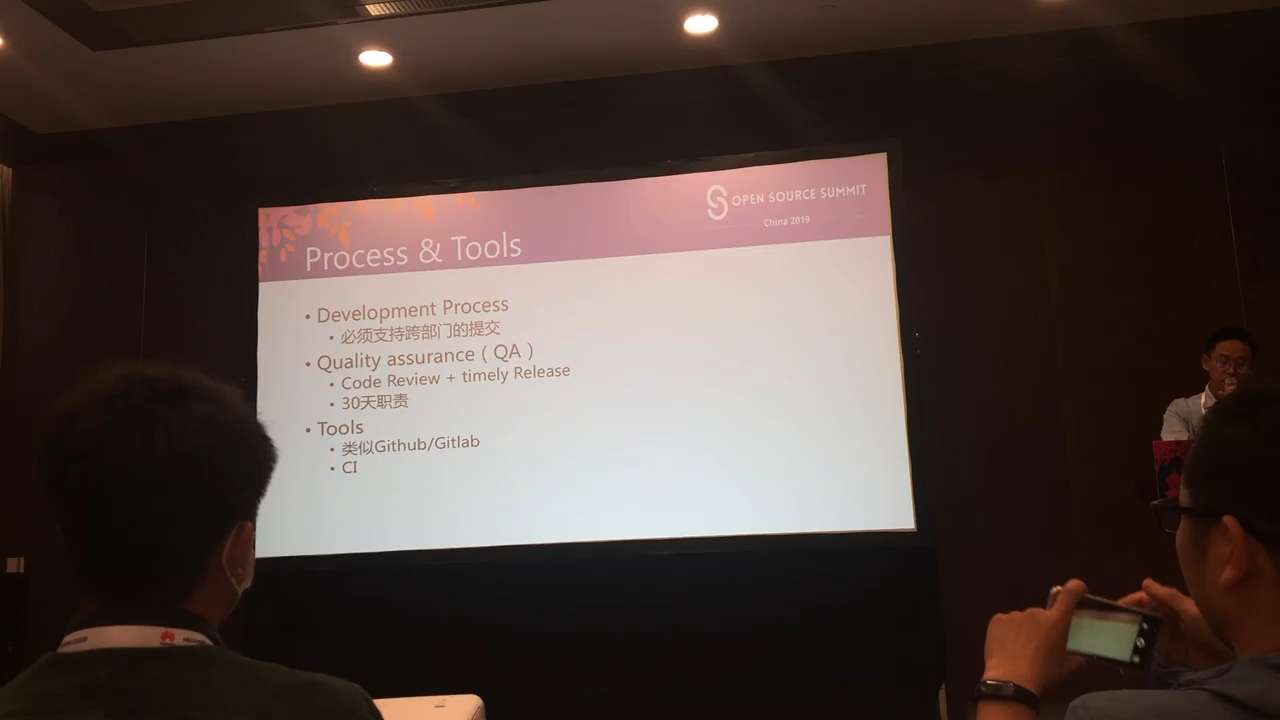 OPEN SOURCE SUMMIT
China 2019
Process & Tools
• Development Process
• 必须支持跨部门的提交
• Quality assurance ( QA )
• Code Review + timely Release
• 30天职责
• Tools
• 类似Github/Gitlab
• CI